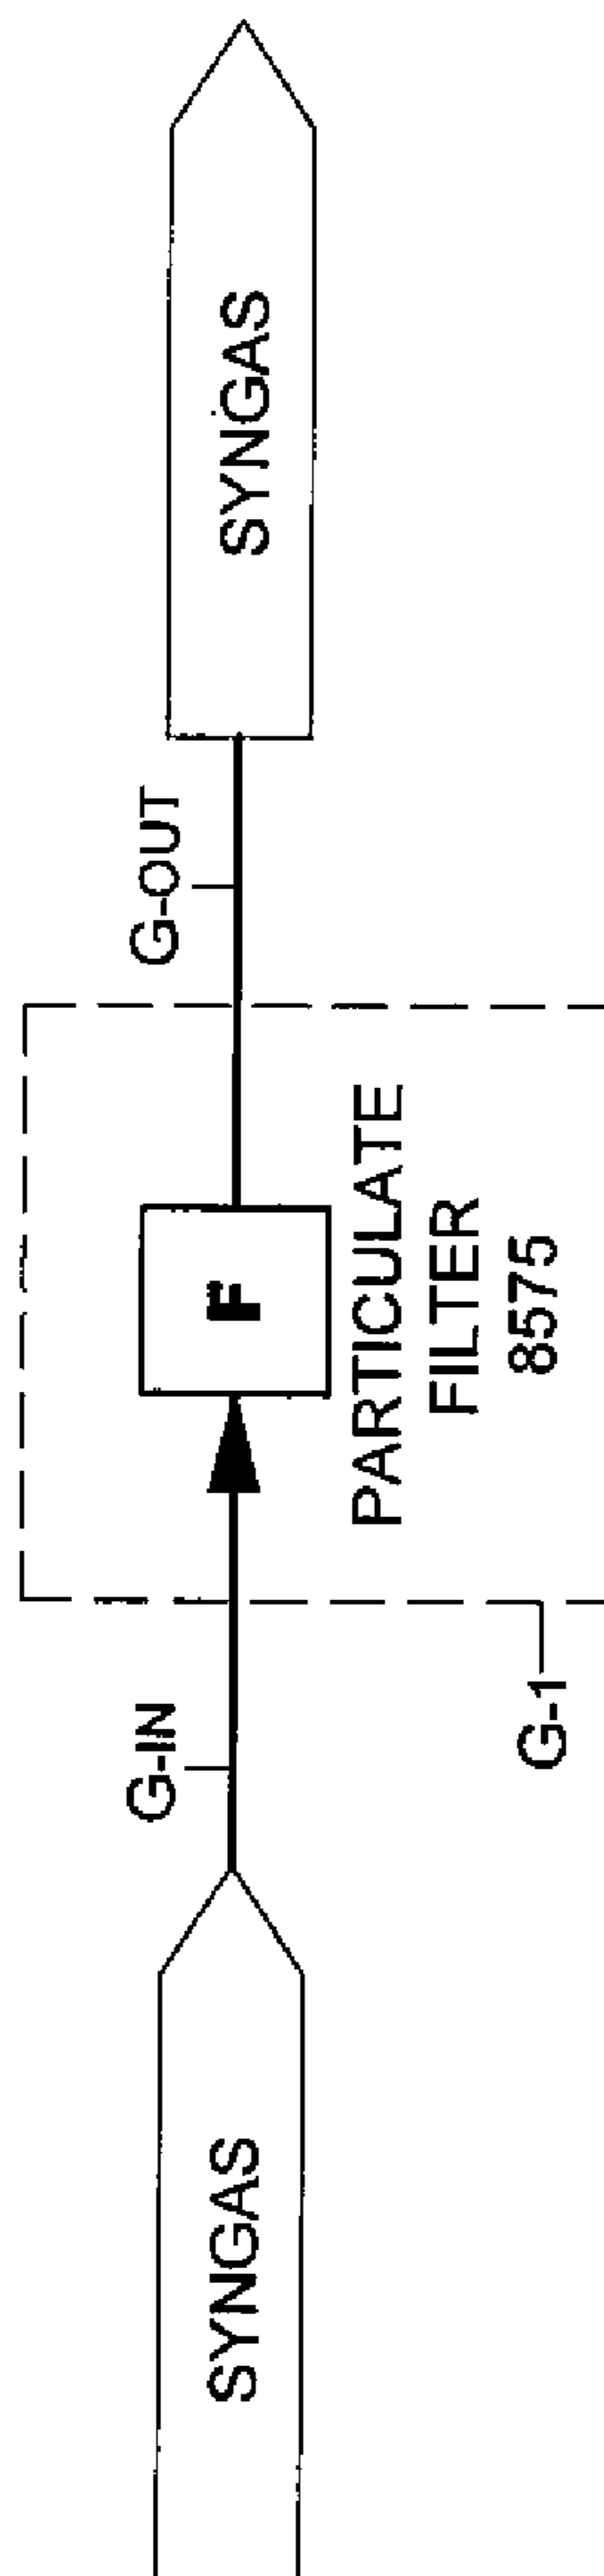 SYNGAS
G-IN
G-1
F
PARTICULATE
FILTER
8575
G-OUT
SYNGAS